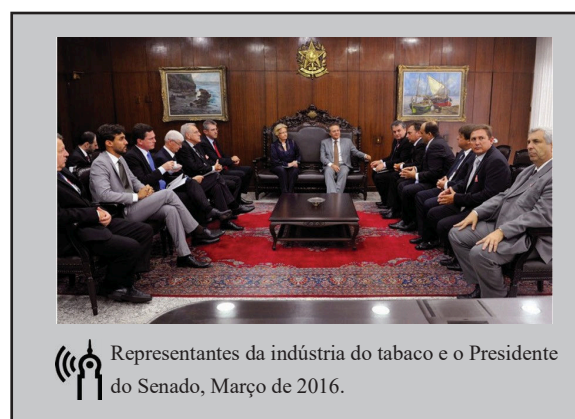 Representantes da indústria do tabaco e o Presidente
do Senado, Março de 2016.